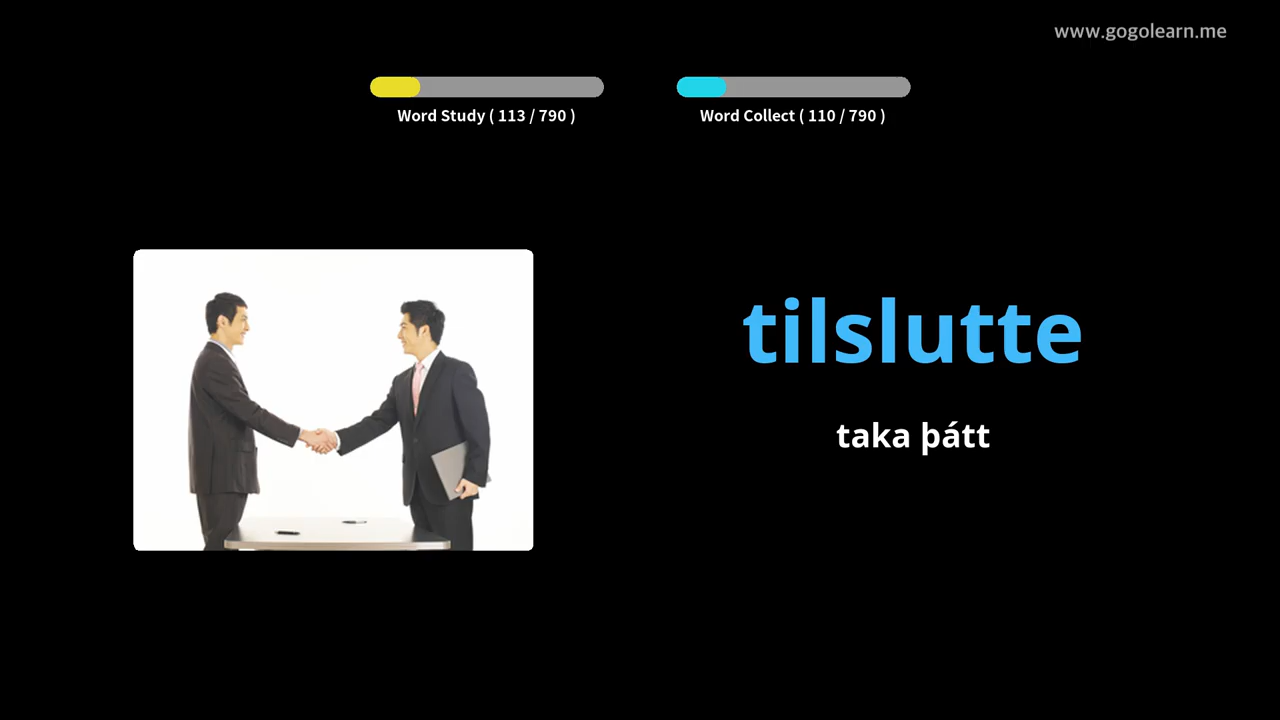 www.gogolearn.me
Word Study ( 113 / 790 )
Word Collect ( 110 / 790 )
tilslutte
taka þátt